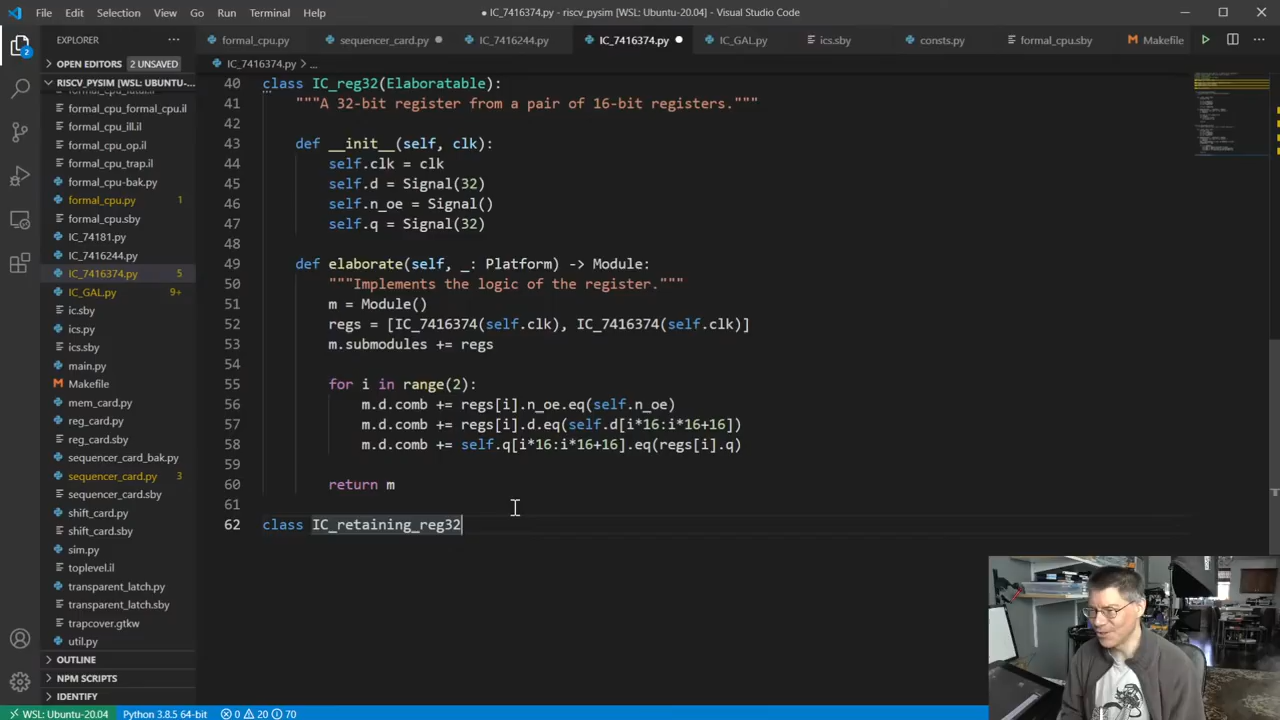 File Edit Selection View Go Run Terminal Help
● IC_7416374.py - riscv_pysim [WSL: Ubuntu-20.04] - Visual Studio Code
2
EXPLORER
OPEN EDITORS 2 UNSAVED
RISCV_PYSIM [WSL: UBUNTU-...
formal_cpu_formal_cpu.il
formal_cpu_ill.il
formal_cpu_op.il
formal_cpu_trap.il
formal_cpu-bak.py
formal_cpu.py 1
formal_cpu.sby
IC_74181.py
IC_7416244.py
IC_7416374.py 5
IC_GAL.py 9+
ic.sby
ics.py
ics.sby
main.py
Makefile
mem_card.py
reg_card.py
reg_card.sby
sequencer_card_bak.py
sequencer_card.py 3
sequencer_card.sby
shift_card.py
shift_card.sby
sim.py
toplevel.il
transparent_latch.py
transparent_latch.sby
trapcover.gtkw
util.py
OUTLINE
NPM SCRIPTS
IDENTIFY
formal_cpu.py sequencer_card.py IC_7416244.py IC_7416374.py IC_GAL.py ics.sby consts.py formal_cpu.sby Makefile
IC_7416374.py > ...
40 class IC_reg32(Elaboratable):
41 """A 32-bit register from a pair of 16-bit registers."""
42
43 def __init__(self, clk):
44 self.clk = clk
45 self.d = Signal(32)
46 self.n_oe = Signal()
47 self.q = Signal(32)
48
49 def elaborate(self, _: Platform) -> Module:
50 """Implements the logic of the register."""
51 m = Module()
52 regs = [IC_7416374(self.clk), IC_7416374(self.clk)]
53 m.submodules += regs
54
55 for i in range(2):
56 m.d.comb += regs[i].n_oe.eq(self.n_oe)
57 m.d.comb += regs[i].d.eq(self.d[i*16:i*16+16])
58 m.d.comb += self.q[i*16:i*16+16].eq(regs[i].q)
59
60 return m
61
62 class IC_retaining_reg32
WSL: Ubuntu-20.04 Python 3.8.5 64-bit 0 20 70